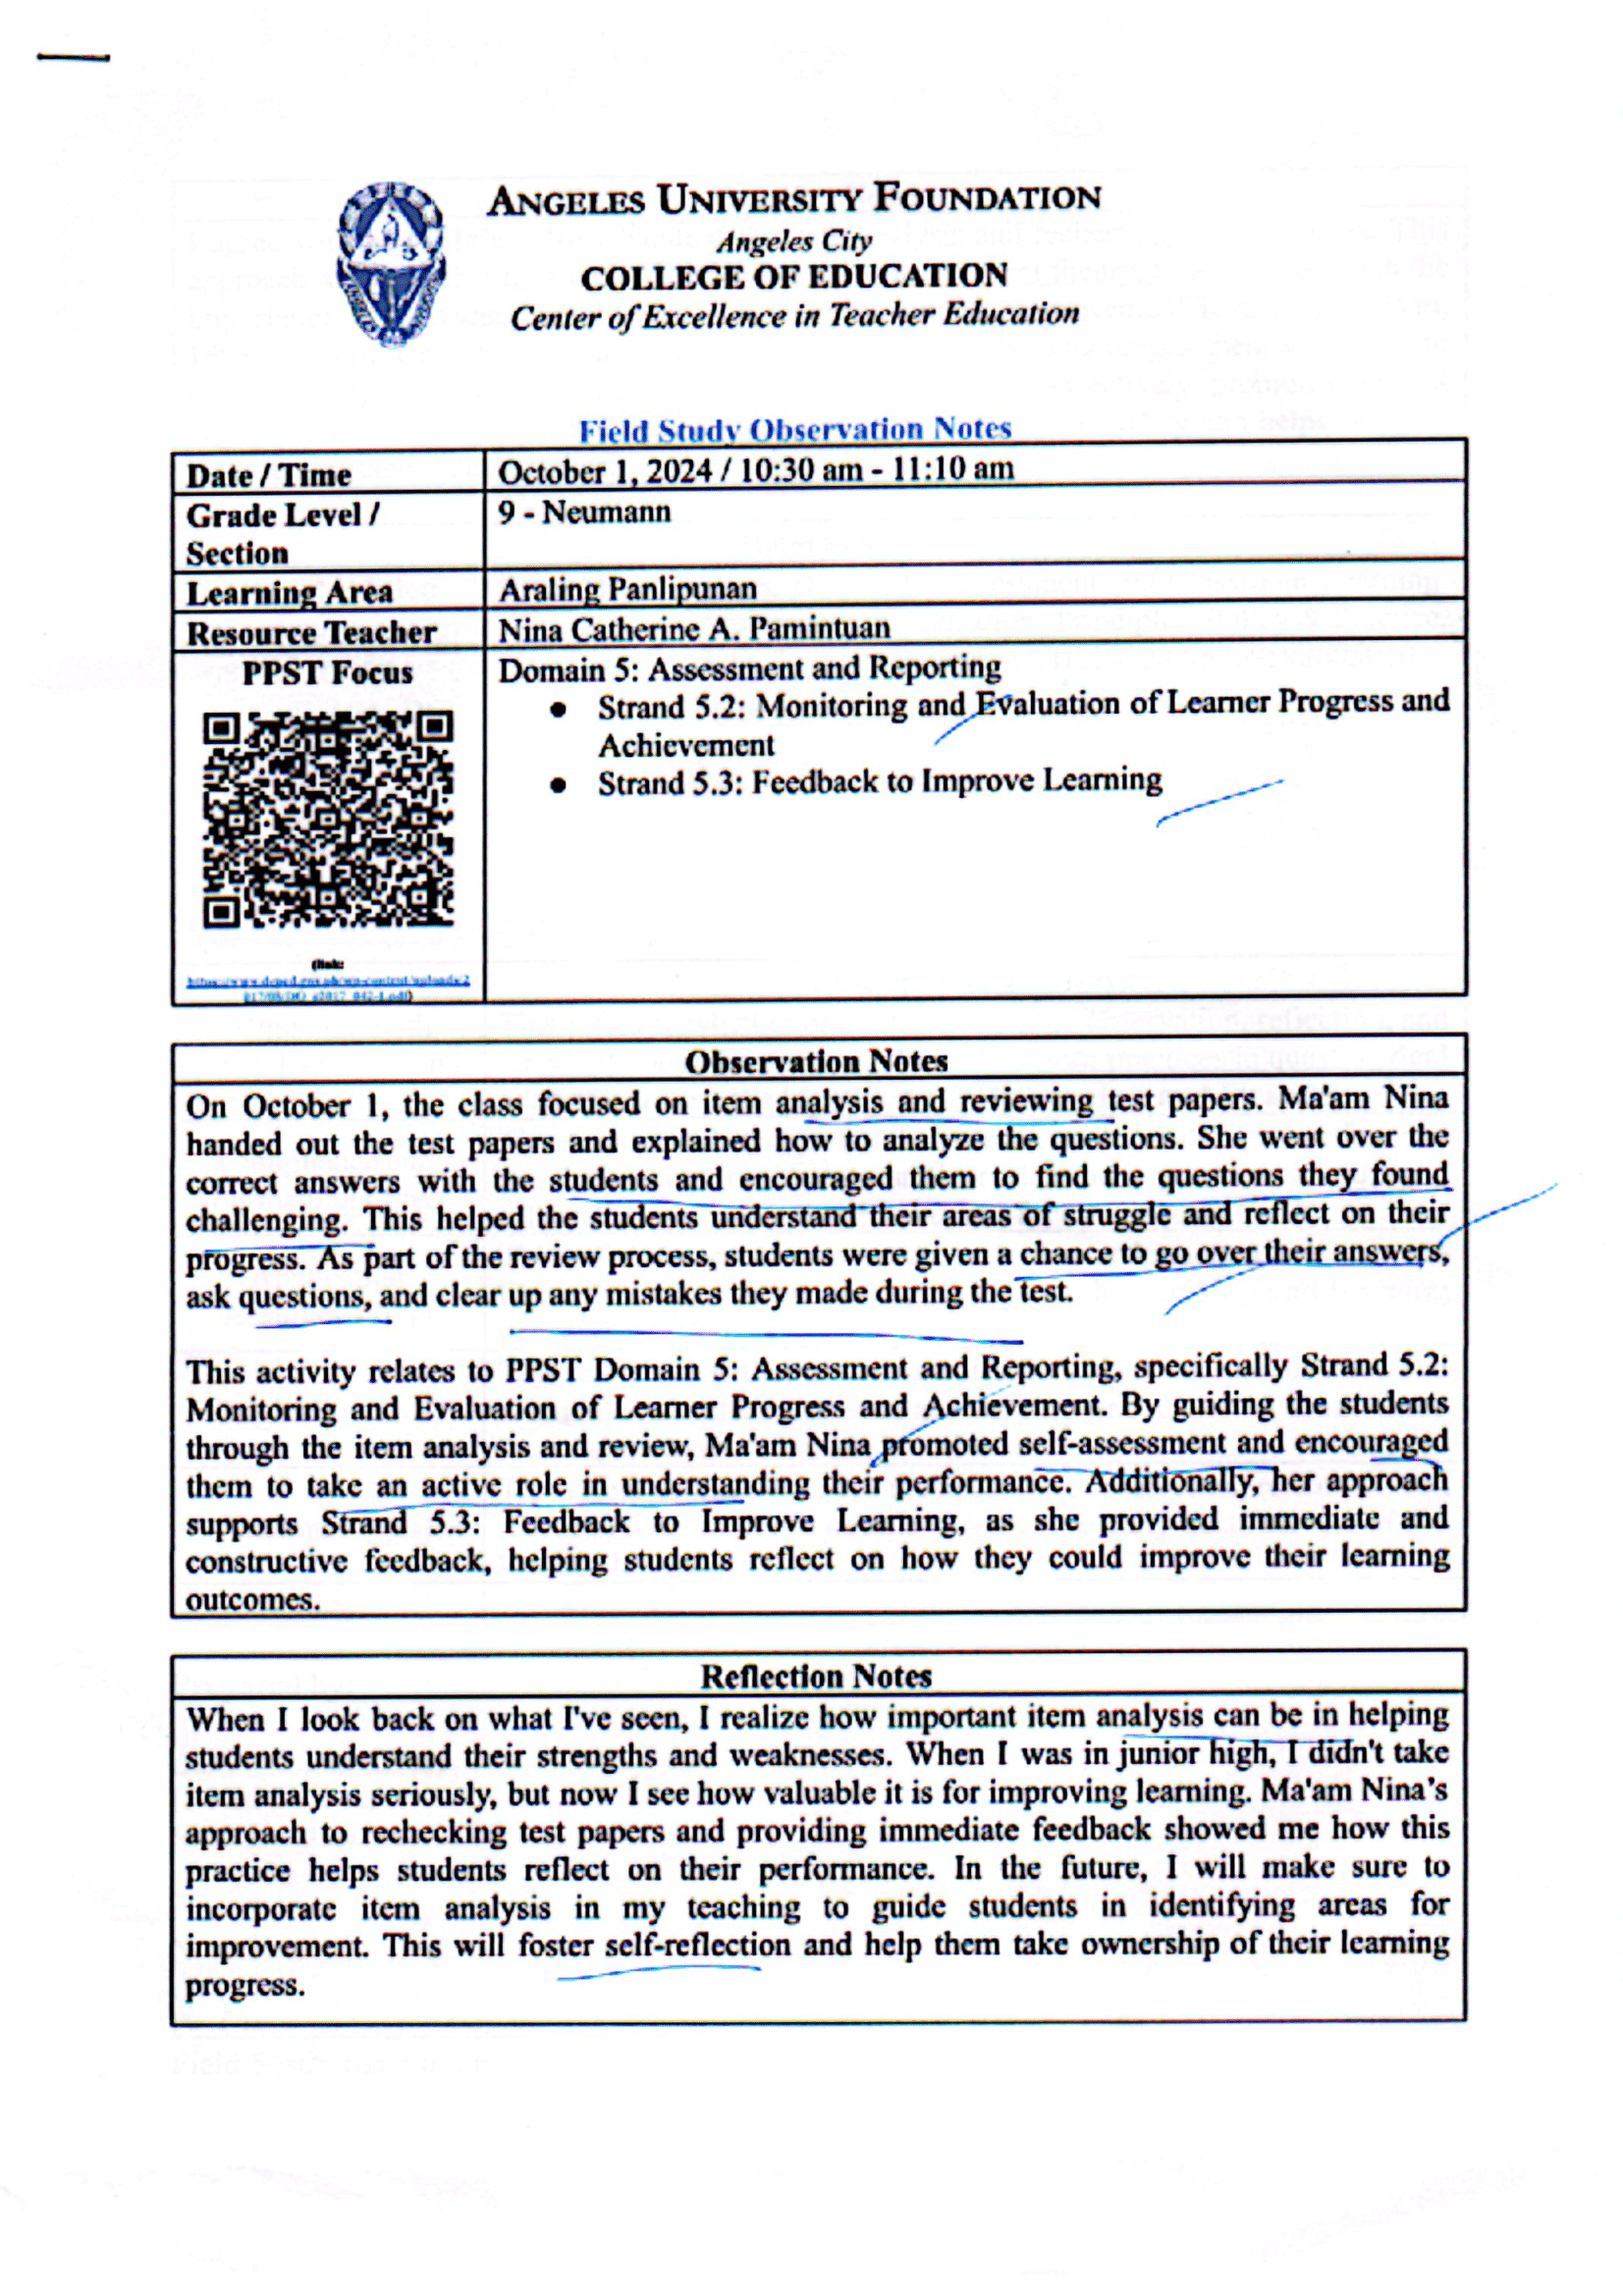 ANGELES UNIVERSITY FOUNDATION
Angeles City
COLLEGE OF EDUCATION
Center of Excellence in Teacher Education
Field Study Observation Notes
Date / Time October 1, 2024 / 10:30 am - 11:10 am
Grade Level / 9 - Neumann
Section
Learning Area Araling Panlipunan
Resource Teacher Nina Catherine A. Pamintuan
PPST Focus Domain 5: Assessment and Reporting
● Strand 5.2: Monitoring and Evaluation of Learner Progress and
Achievement
● Strand 5.3: Feedback to Improve Learning
(link:
Observation Notes
On October 1, the class focused on item analysis and reviewing test papers. Ma'am Nina
handed out the test papers and explained how to analyze the questions. She went over the
correct answers with the students and encouraged them to find the questions they found
challenging. This helped the students understand their areas of struggle and reflect on their
progress. As part of the review process, students were given a chance to go over their answers,
ask questions, and clear up any mistakes they made during the test.
This activity relates to PPST Domain 5: Assessment and Reporting, specifically Strand 5.2:
Monitoring and Evaluation of Learner Progress and Achievement. By guiding the students
through the item analysis and review, Ma'am Nina promoted self-assessment and encouraged
them to take an active role in understanding their performance. Additionally, her approach
supports Strand 5.3: Feedback to Improve Learning, as she provided immediate and
constructive feedback, helping students reflect on how they could improve their learning
outcomes.
Reflection Notes
When I look back on what I've seen, I realize how important item analysis can be in helping
students understand their strengths and weaknesses. When I was in junior high, I didn't take
item analysis seriously, but now I see how valuable it is for improving learning. Ma'am Nina's
approach to rechecking test papers and providing immediate feedback showed me how this
practice helps students reflect on their performance. In the future, I will make sure to
incorporate item analysis in my teaching to guide students in identifying areas for
improvement. This will foster self-reflection and help them take ownership of their learning
progress.